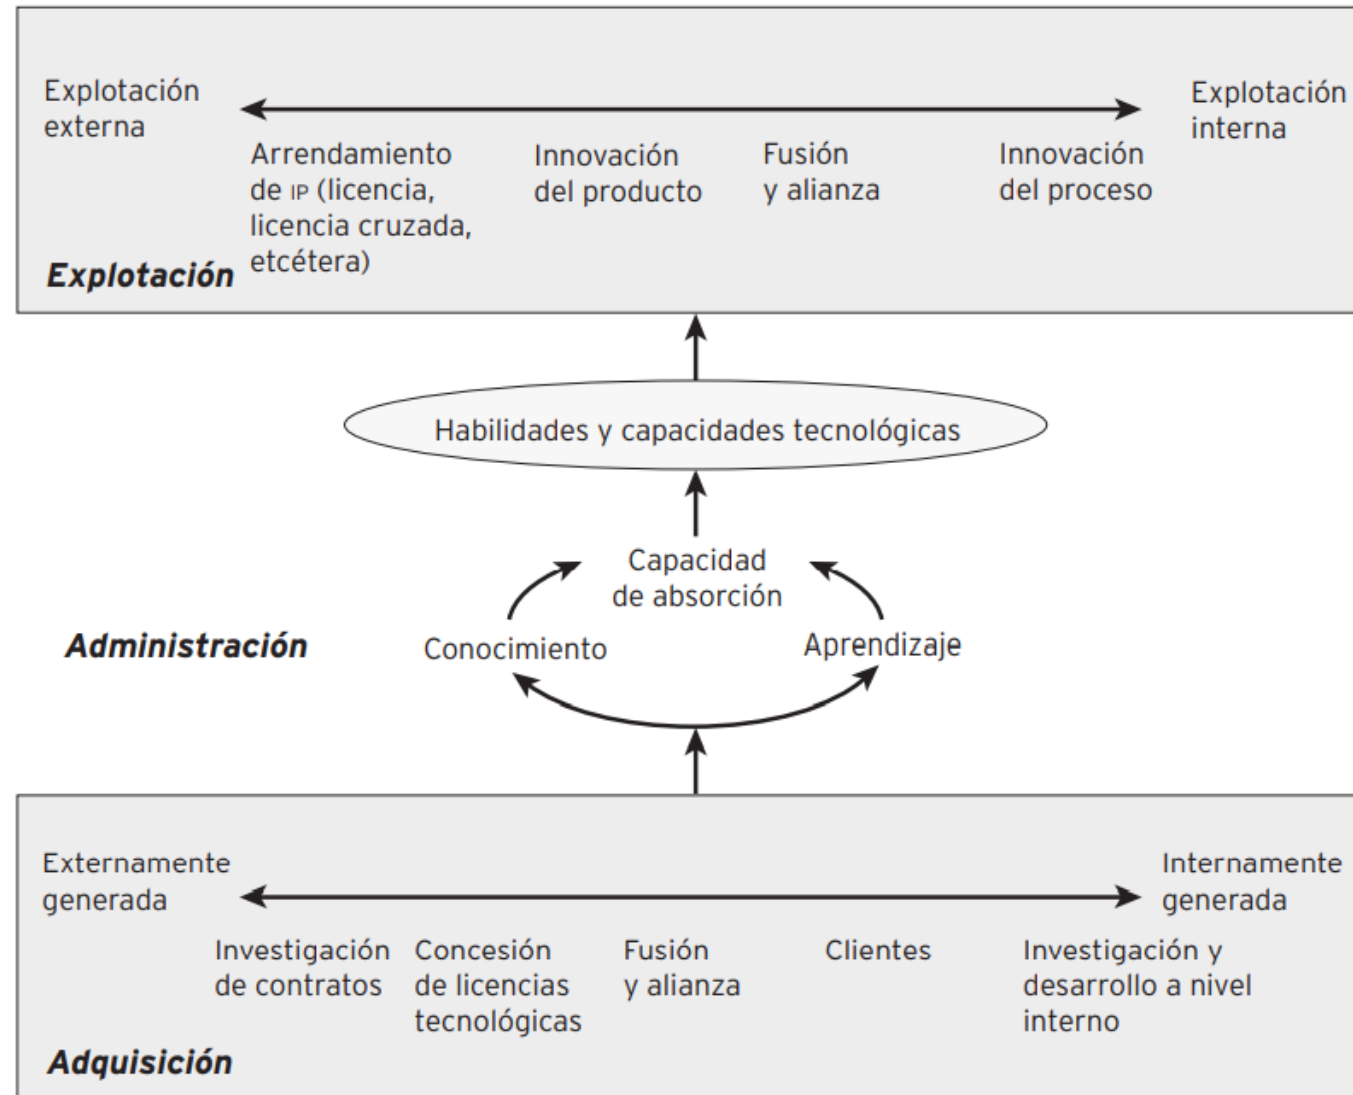 Explotación
externa
Explotación
interna
Arrendamiento
de IP (licencia,
licencia cruzada,
etcétera)
Innovación
del producto
Fusión
y alianza
Innovación
del proceso
Explotación
Habilidades y capacidades tecnológicas
Capacidad
de absorción
Administración
Conocimiento
Aprendizaje
Externamente
generada
Internamente
generada
Investigación
de contratos
Concesión
de licencias
tecnológicas
Fusión
y alianza
Clientes
Investigación y
desarrollo a nivel
interno
Adquisición